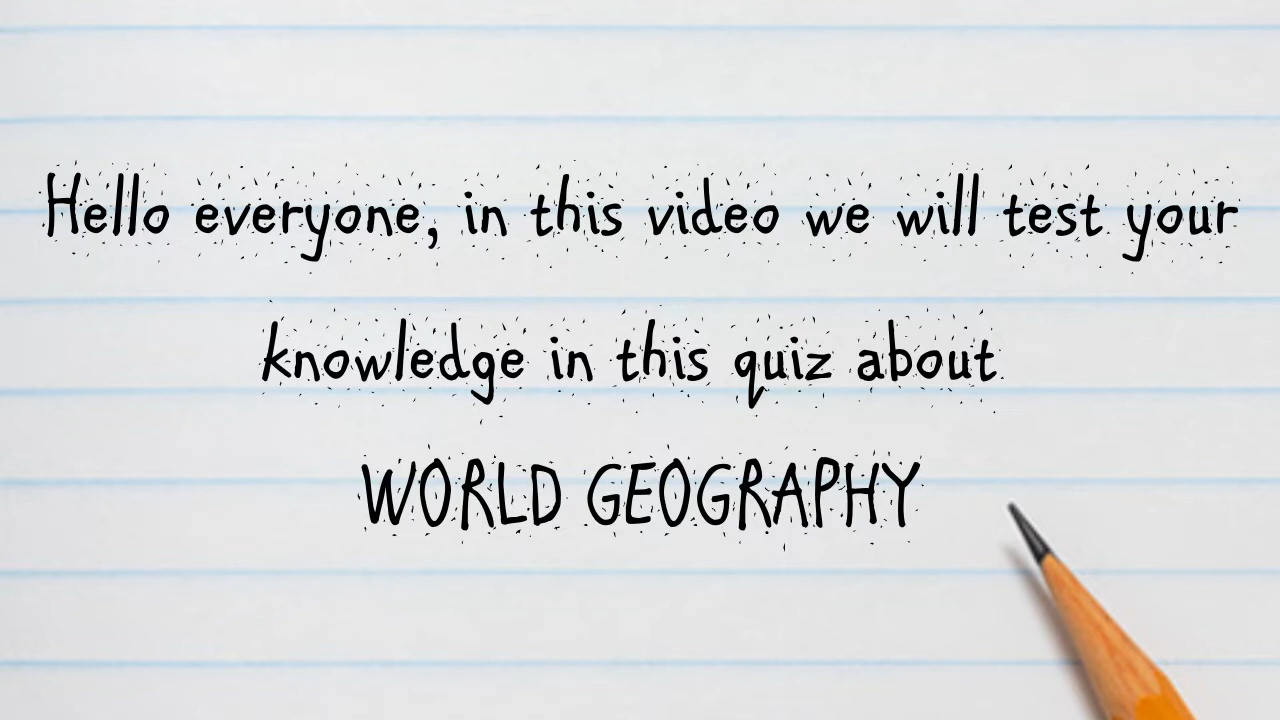 Hello everyone, in this video we will test your
knowledge in this quiz about
WORLD GEOGRAPHY